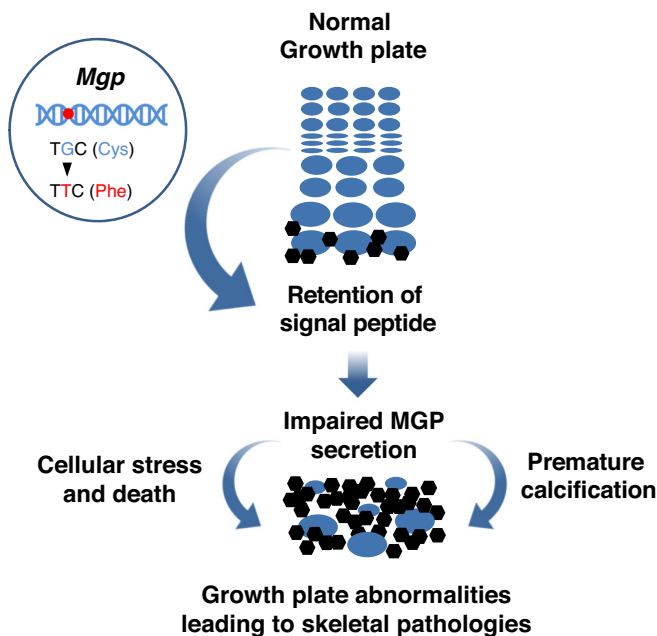 Normal
Growth plate
Mgp
TGC (Cys)
TTC (Phe)
Retention of
signal peptide
Impaired MGP
secretion
Cellular stress
and death
Premature
calcification
Growth plate abnormalities
leading to skeletal pathologies